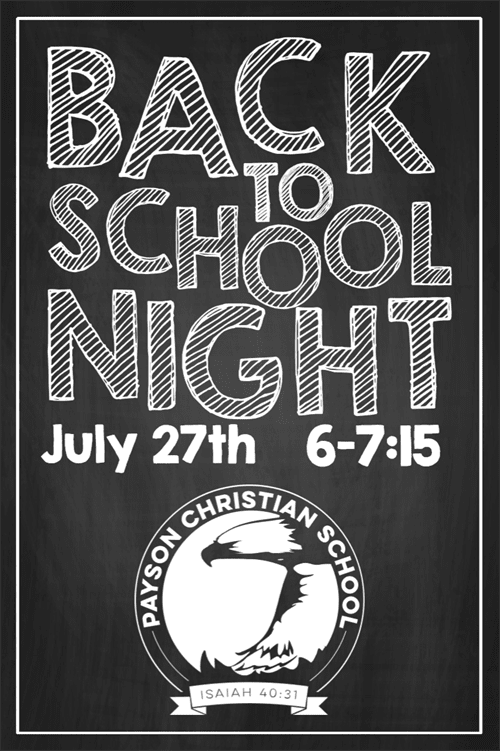 BACK
TO
SCHOOL
NIGHT
July 27th 6-7:15
PAYSON CHRISTIAN SCHOOL
ISAIAH 40:31